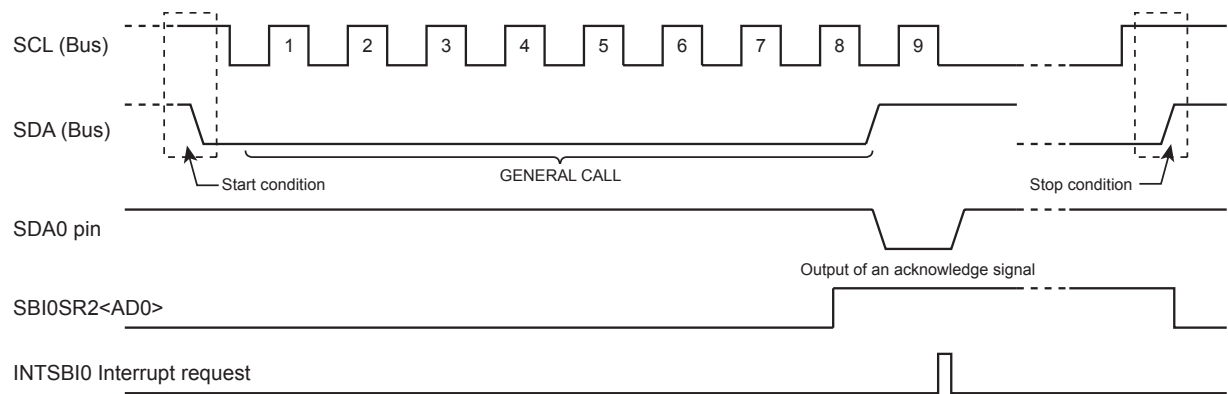 SCL (Bus)
1 2 3 4 5 6 7 8 9
SDA (Bus)
Start condition
GENERAL CALL
Stop condition
SDA0 pin
Output of an acknowledge signal
SBI0SR2<AD0>
INTSBI0 Interrupt request